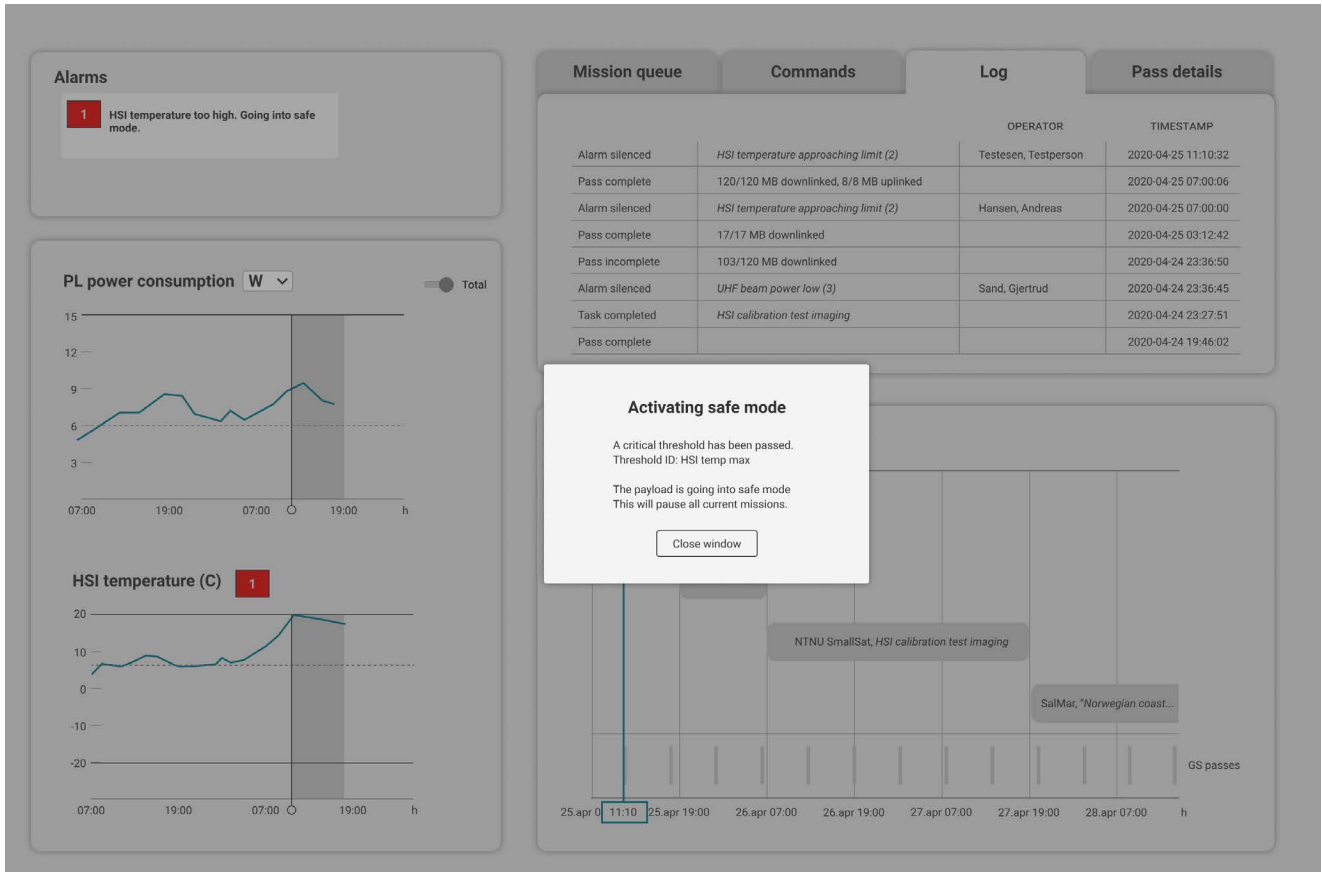 Alarms
1
HSI temperature too high. Going into safe
mode.
PL power consumption W
Total
15
12
9
6
3
07:00 19:00 07:00 19:00 h
HSI temperature (C) 1
20
10
0
-10
-20
07:00 19:00 07:00 19:00 h
Mission queue Commands Log Pass details
OPERATOR TIMESTAMP
Alarm silenced HSI temperature approaching limit (2) Testesen, Testperson 2020-04-25 11:10:32
Pass complete 120/120 MB downlinked, 8/8 MB uplinked 2020-04-25 07:00:06
Alarm silenced HSI temperature approaching limit (2) Hansen, Andreas 2020-04-25 07:00:00
Pass complete 17/17 MB downlinked 2020-04-25 03:12:42
Pass incomplete 103/120 MB downlinked 2020-04-24 23:36:50
Alarm silenced UHF beam power low (3) Sand, Gjertrud 2020-04-24 23:36:45
Task completed HSI calibration test imaging 2020-04-24 23:27:51
Pass complete 2020-04-24 19:46:02
Activating safe mode
A critical threshold has been passed.
Threshold ID: HSI temp max
The payload is going into safe mode
This will pause all current missions.
Close window
NTNU SmallSat, HSI calibration test imaging
SalMar, "Norwegian coast...
GS passes
25.apr 0 11:10 25.apr 19:00 26.apr 07:00 26.apr 19:00 27.apr 07:00 27.apr 19:00 28.apr 07:00 h